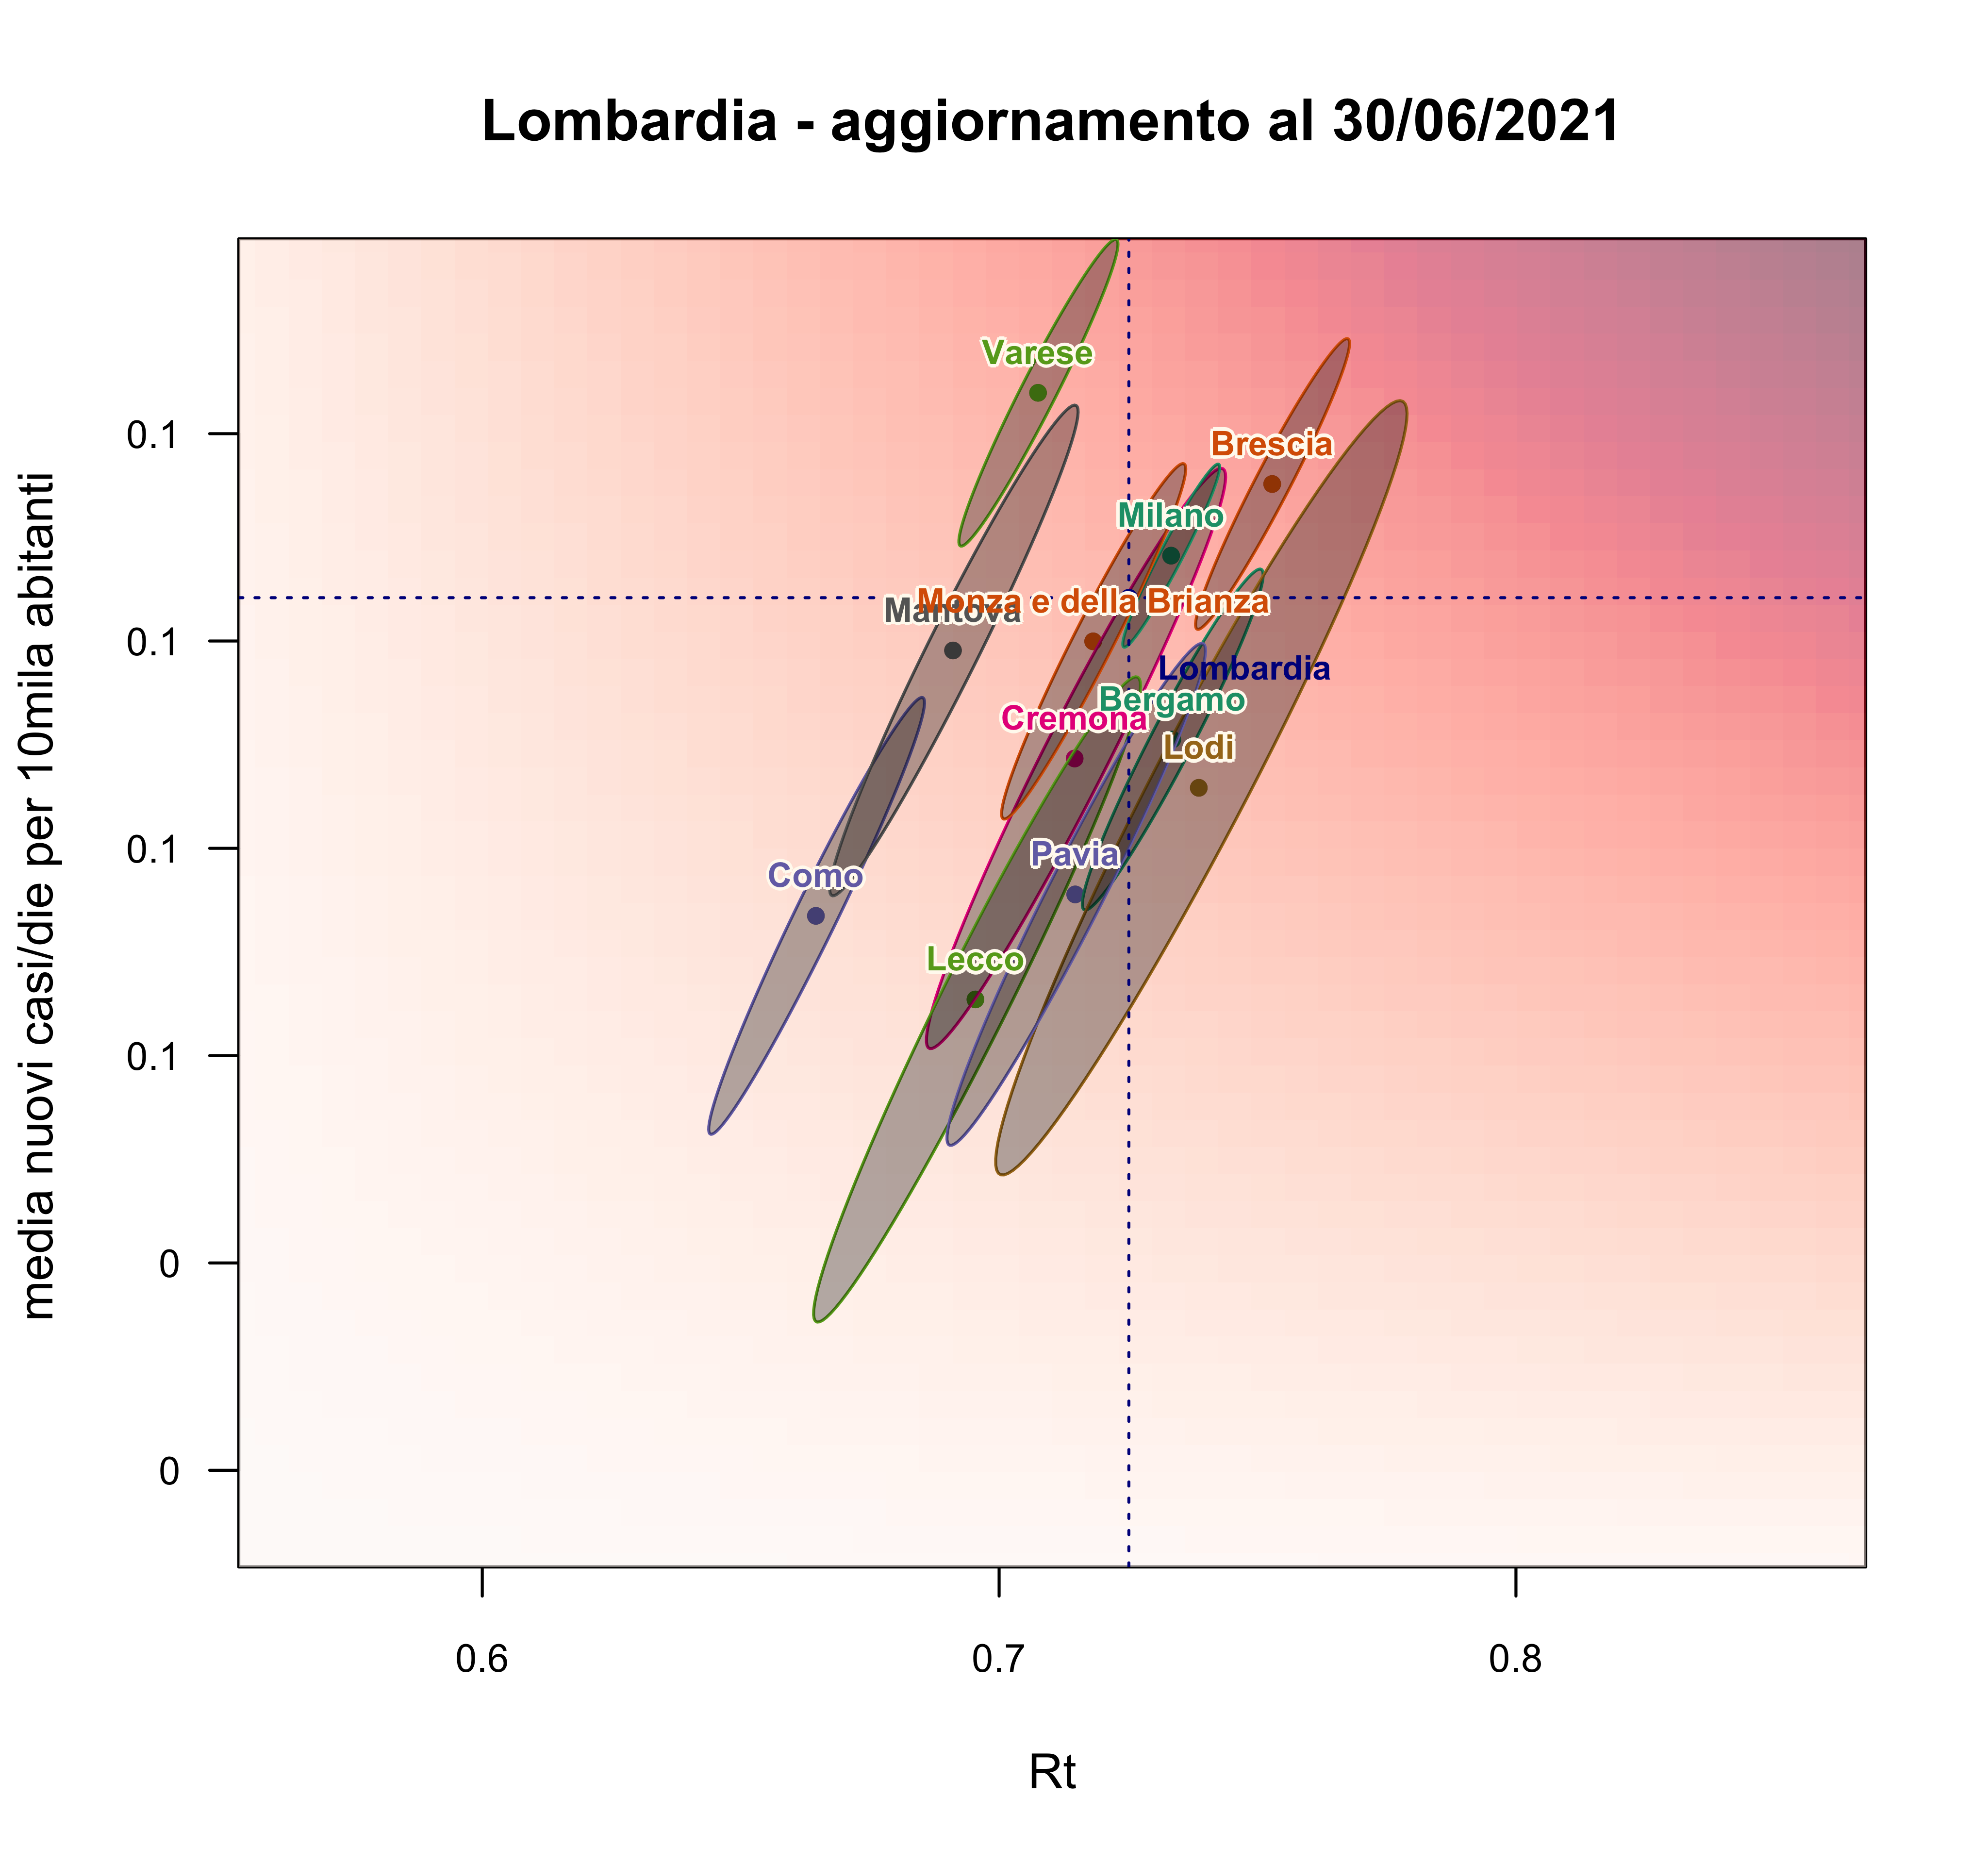 Lombardia - aggiornamento al 30/06/2021
media nuovi casi/die per 10mila abitanti
0.1
0.1
0.1
0.1
0
0
Varese
Brescia
Milano
Monza e della Brianza
Mantova
Lombardia
Bergamo
Cremona
Lodi
Pavia
Como
Lecco
0.6
0.7
0.8
Rt